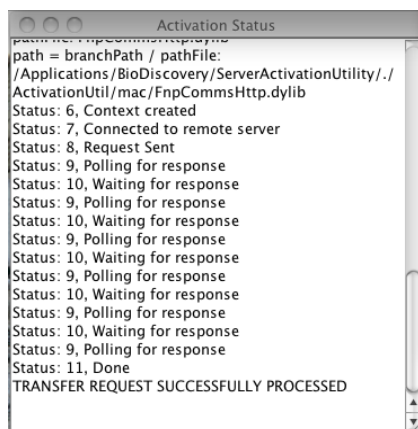 Activation Status
pathFile: FnpCommsHttp.dylib
path = branchPath / pathFile:
/Applications/BioDiscovery/ServerActivationUtility/./
ActivationUtil/mac/FnpCommsHttp.dylib
Status: 6, Context created
Status: 7, Connected to remote server
Status: 8, Request Sent
Status: 9, Polling for response
Status: 10, Waiting for response
Status: 9, Polling for response
Status: 10, Waiting for response
Status: 9, Polling for response
Status: 10, Waiting for response
Status: 9, Polling for response
Status: 10, Waiting for response
Status: 9, Polling for response
Status: 10, Waiting for response
Status: 9, Polling for response
Status: 11, Done
TRANSFER REQUEST SUCCESSFULLY PROCESSED